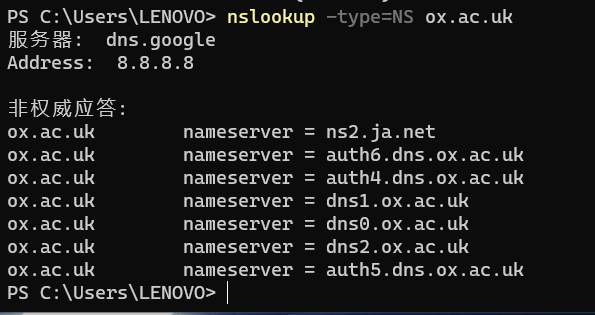 PS C:\Users\LENOVO> nslookup -type=NS ox.ac.uk
服务器:  dns.google
Address:  8.8.8.8

非权威应答:
ox.ac.uk        nameserver = ns2.ja.net
ox.ac.uk        nameserver = auth6.dns.ox.ac.uk
ox.ac.uk        nameserver = auth4.dns.ox.ac.uk
ox.ac.uk        nameserver = dns1.ox.ac.uk
ox.ac.uk        nameserver = dns0.ox.ac.uk
ox.ac.uk        nameserver = dns2.ox.ac.uk
ox.ac.uk        nameserver = auth5.dns.ox.ac.uk
PS C:\Users\LENOVO>